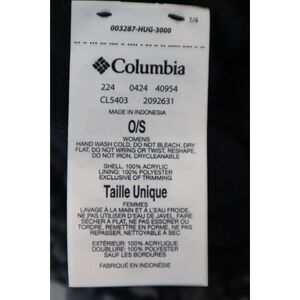 003287-HUG-3000
1/4
Columbia
224 0424 40954
CL5403 2092631
MADE IN INDONESIA
O/S
WOMENS
HAND WASH COLD, DO NOT BLEACH, DRY
FLAT, DO NOT WRING OR TWIST, RESHAPE,
DO NOT IRON, DRYCLEANABLE
SHELL: 100% ACRYLIC
LINING: 100% POLYESTER
EXCLUSIVE OF TRIMMING
Taille Unique
FEMMES
LAVAGE À LA MAIN ET À L'EAU FROIDE,
NE PAS UTILISER D'EAU DE JAVEL, FAIRE
SÉCHER À PLAT, NE PAS ESSORER OU
TORDRE, REMETTRE EN FORME, NE PAS
REPASSER, NETTOYABLE A SEC
EXTÉRIEUR: 100% ACRYLIQUE
DOUBLURE: 100% POLYESTER
SAUF LES BORDURES
FABRIQUÉ EN INDONÉSIE